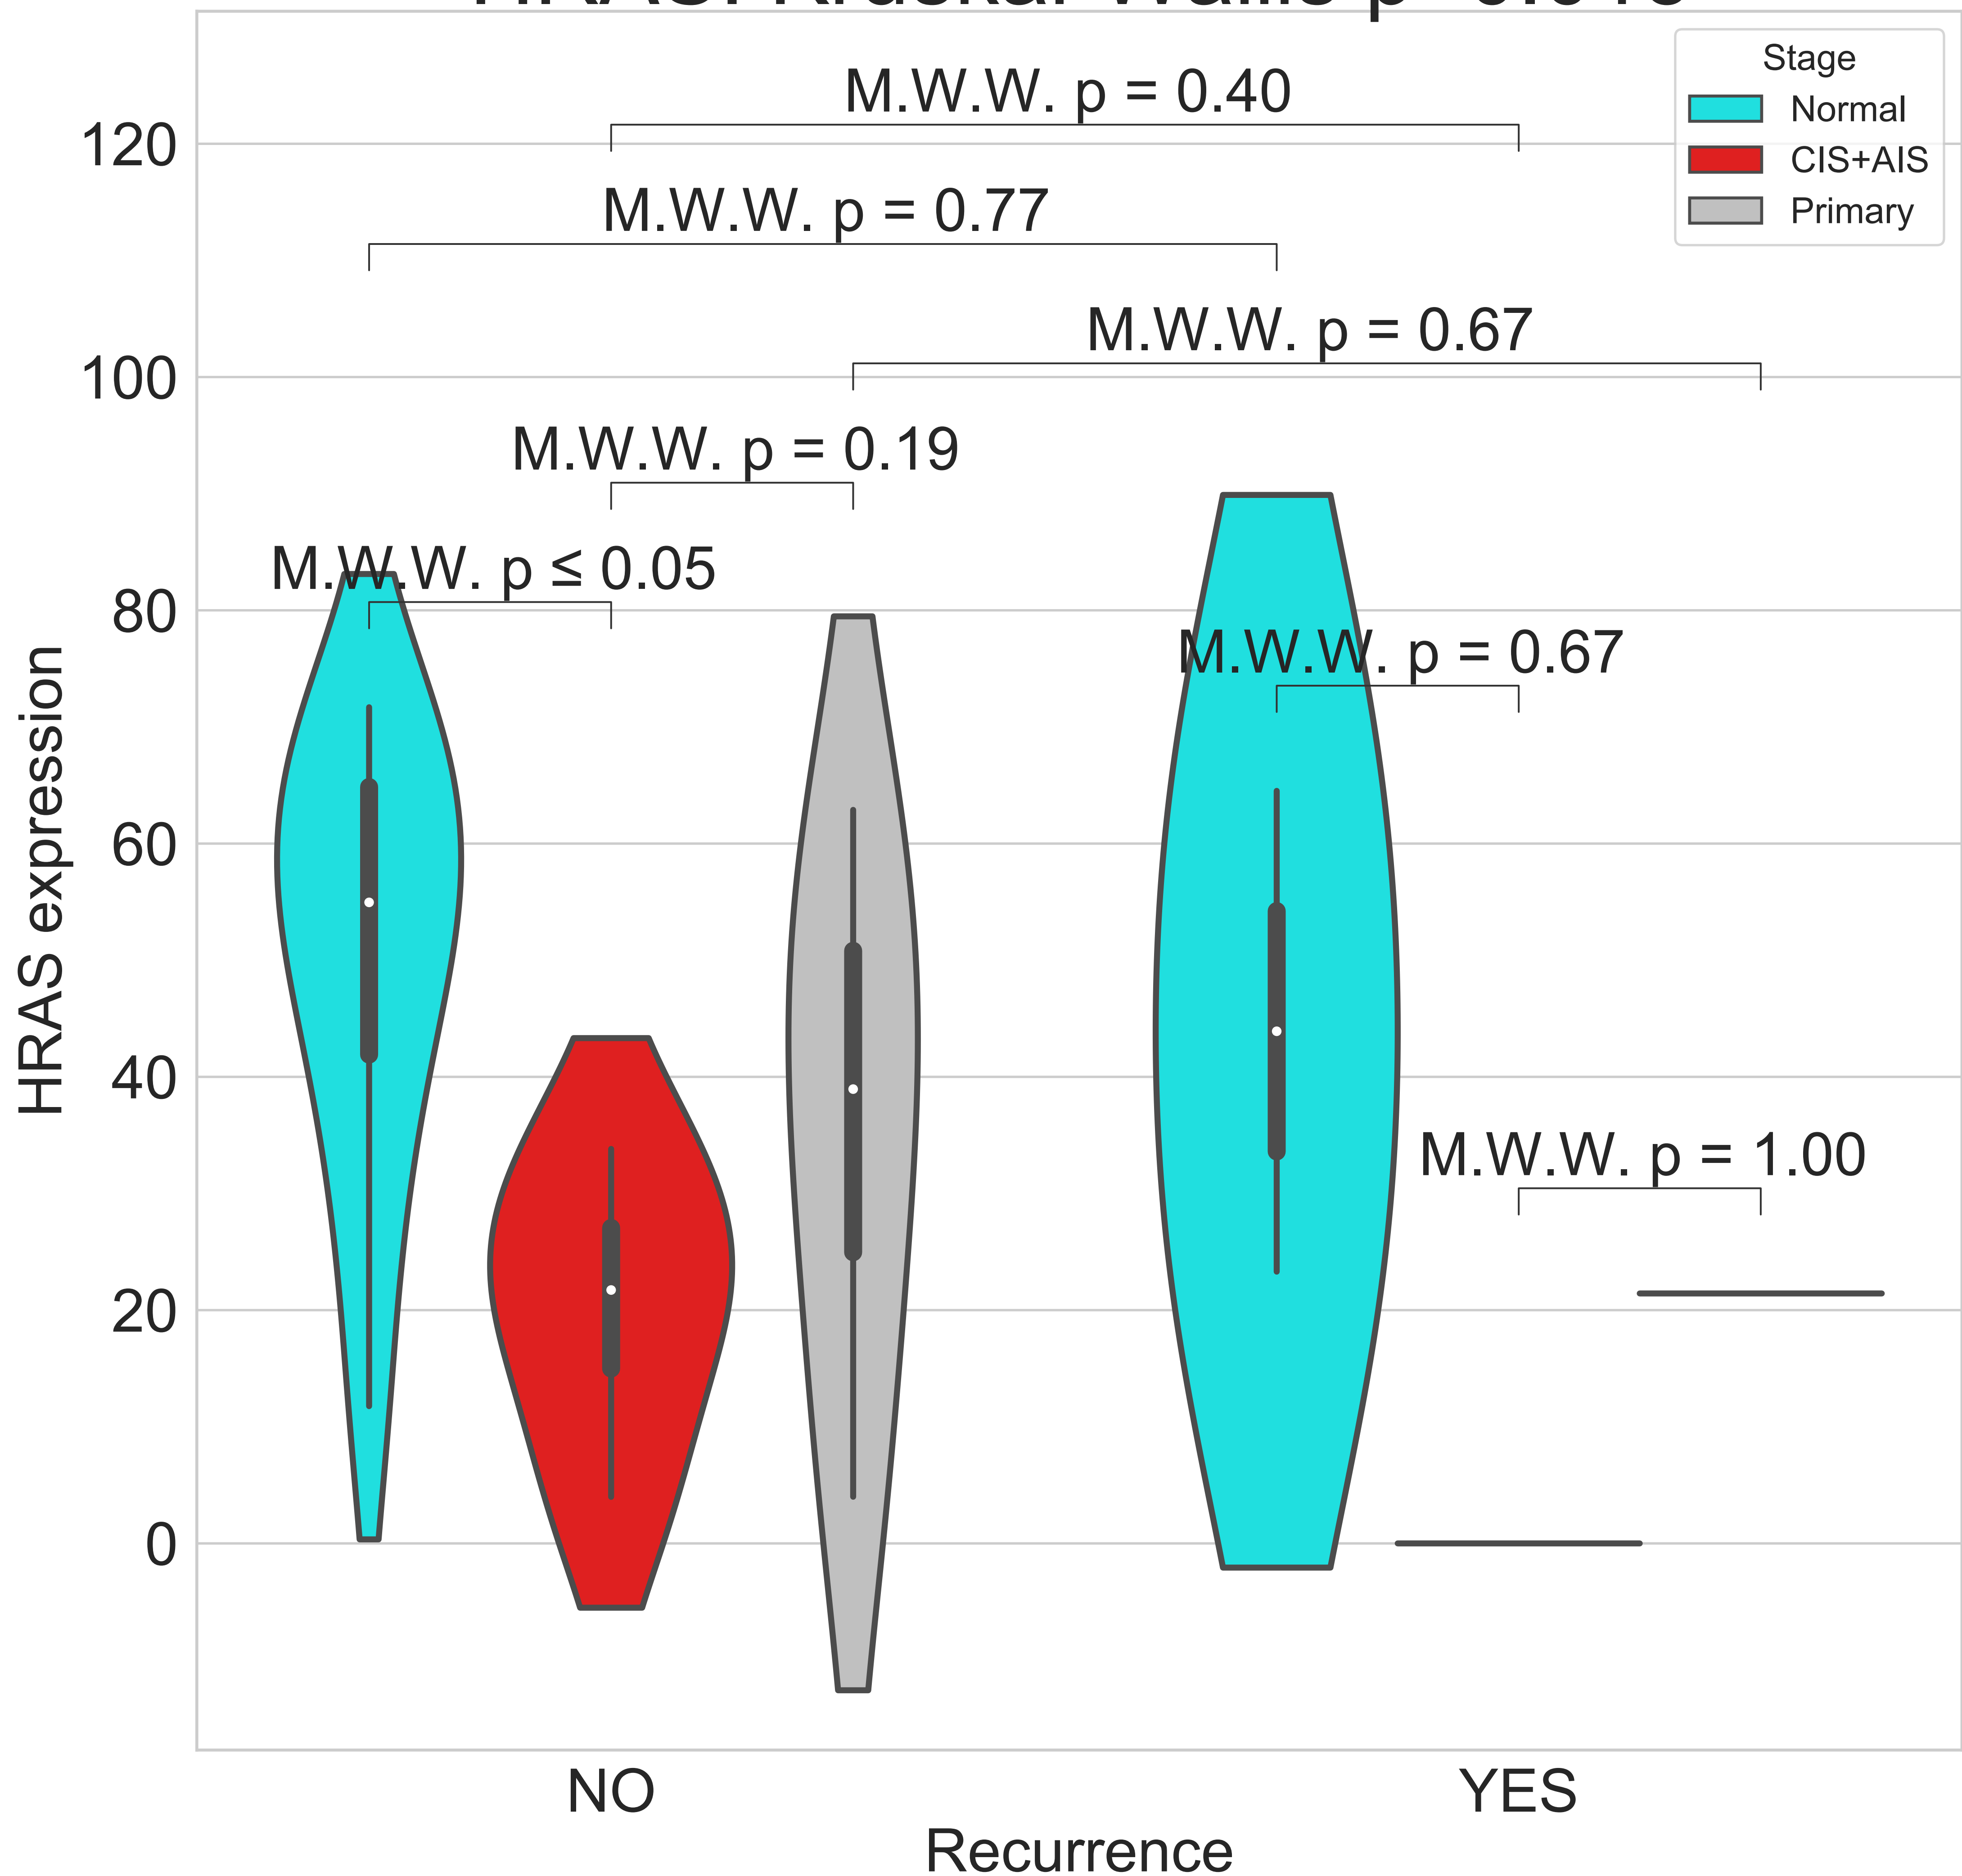 Stage
Normal
CIS+AIS
Primary
M.W.W. p = 0.40
M.W.W. p = 0.77
M.W.W. p = 0.67
M.W.W. p = 0.19
M.W.W. p ≤ 0.05
M.W.W. p = 0.67
M.W.W. p = 1.00
120
100
80
60
40
20
0
HRAS expression
NO
YES
Recurrence